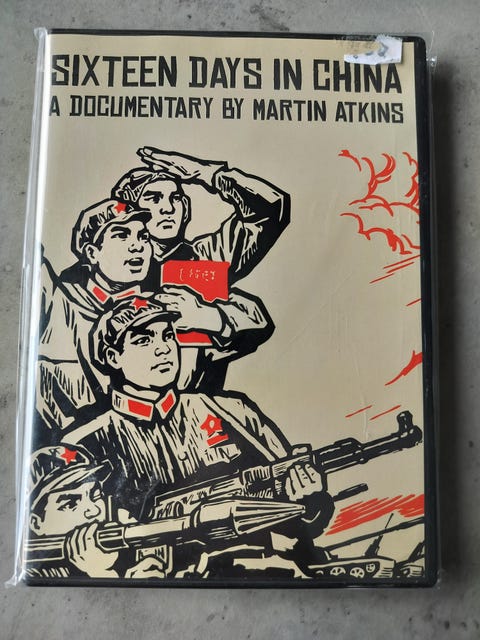 SIXTEEN DAYS IN CHINA
A DOCUMENTARY BY MARTIN ATKINS